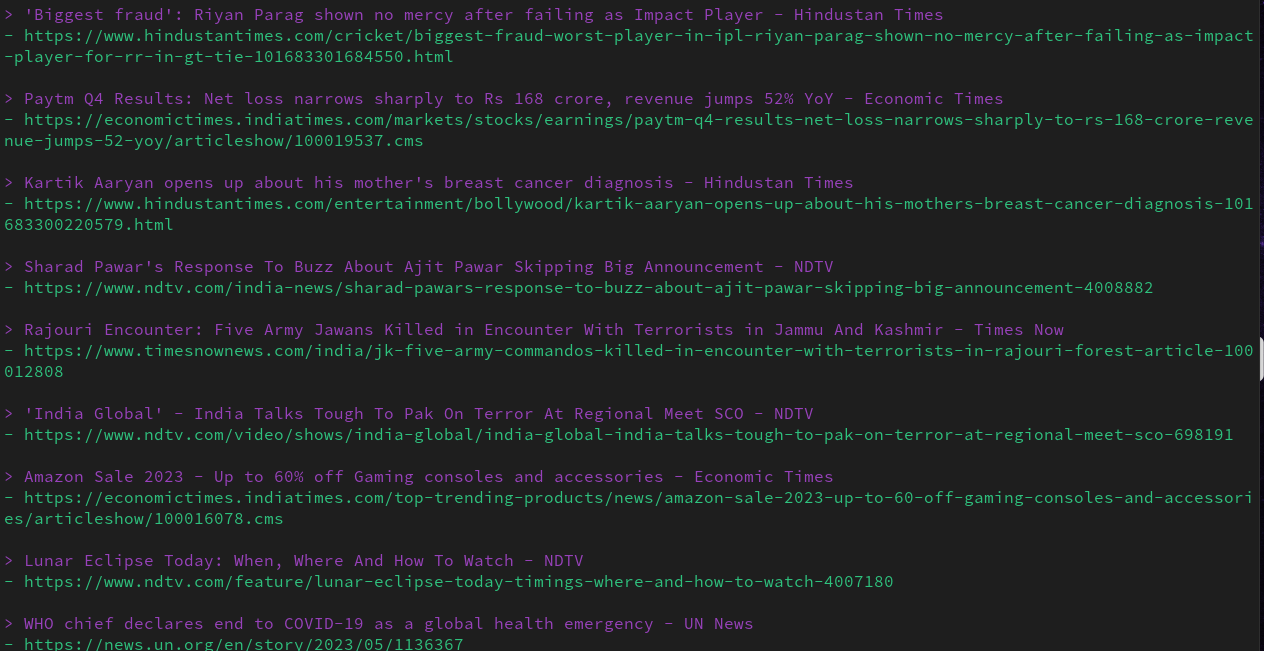 > 'Biggest fraud': Riyan Parag shown no mercy after failing as Impact Player - Hindustan Times
- https://www.hindustantimes.com/cricket/biggest-fraud-worst-player-in-ipl-riyan-parag-shown-no-mercy-after-failing-as-impact
-player-for-rr-in-gt-tie-101683301684550.html
> Paytm Q4 Results: Net loss narrows sharply to Rs 168 crore, revenue jumps 52% YoY - Economic Times
- https://economictimes.indiatimes.com/markets/stocks/earnings/paytm-q4-results-net-loss-narrows-sharply-to-rs-168-crore-reve
nue-jumps-52-yoy/articleshow/100019537.cms
> Kartik Aaryan opens up about his mother's breast cancer diagnosis - Hindustan Times
- https://www.hindustantimes.com/entertainment/bollywood/kartik-aaryan-opens-up-about-his-mothers-breast-cancer-diagnosis-101
683300220579.html
> Sharad Pawar's Response To Buzz About Ajit Pawar Skipping Big Announcement - NDTV
- https://www.ndtv.com/india-news/sharad-pawars-response-to-buzz-about-ajit-pawar-skipping-big-announcement-4008882
> Rajouri Encounter: Five Army Jawans Killed in Encounter With Terrorists in Jammu And Kashmir - Times Now
- https://www.timesnownews.com/india/jk-five-army-commandos-killed-in-encounter-with-terrorists-in-rajouri-forest-article-100
012808
> 'India Global' - India Talks Tough To Pak On Terror At Regional Meet SCO - NDTV
- https://www.ndtv.com/video/shows/india-global/india-global-india-talks-tough-to-pak-on-terror-at-regional-meet-sco-698191
> Amazon Sale 2023 - Up to 60% off Gaming consoles and accessories - Economic Times
- https://economictimes.indiatimes.com/top-trending-products/news/amazon-sale-2023-up-to-60-off-gaming-consoles-and-accessori
es/articleshow/100016078.cms
> Lunar Eclipse Today: When, Where And How To Watch - NDTV
- https://www.ndtv.com/feature/lunar-eclipse-today-timings-where-and-how-to-watch-4007180
> WHO chief declares end to COVID-19 as a global health emergency - UN News
- https://news.un.org/en/story/2023/05/1136367